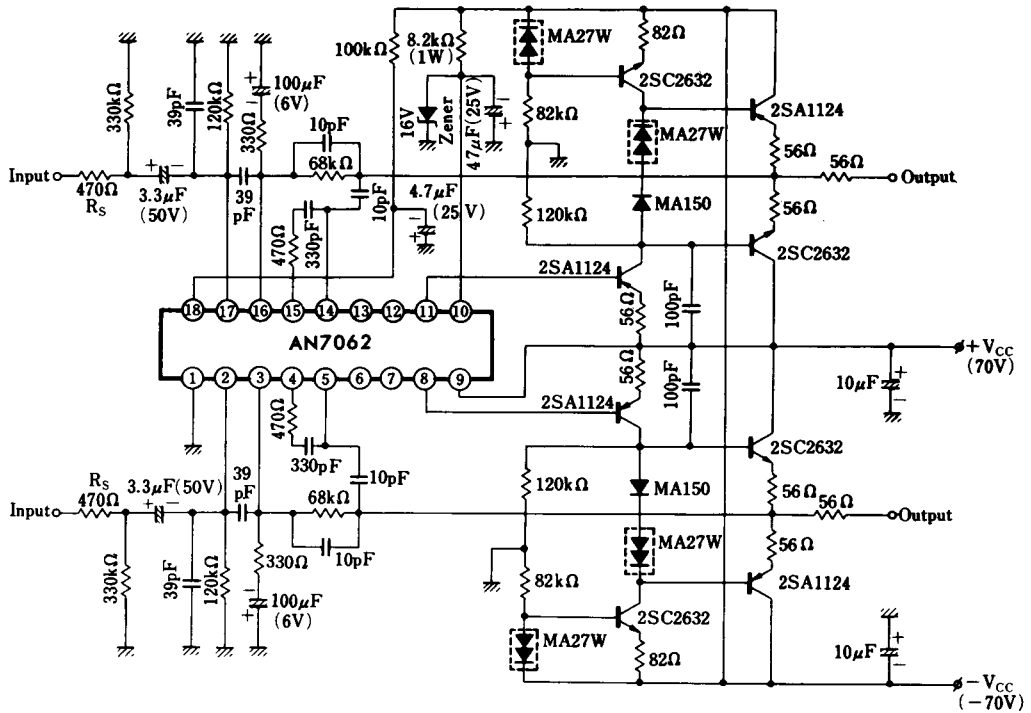 100kΩ
8.2kΩ
(1W)
MA27W
82Ω
2SC2632
2SA1124
330kΩ
39pF
120kΩ
100μF
(6V)
330Ω
10pF
68kΩ
16V
Zener
47μF(25V)
82kΩ
MA27W
56Ω
56Ω
Input
470Ω
RS
3.3μF
(50V)
39
pF
10pF
4.7μF
(25V)
Output
470Ω
330pF
120kΩ
MA150
56Ω
2SC2632
2SA1124
56Ω
100pF
18
17
16
15
14
13
12
11
10
AN7062
1
2
3
4
5
6
7
8
9
+VCC
(70V)
56Ω
100pF
10μF
2SA1124
470Ω
330pF
10pF
2SC2632
RS
470Ω
3.3μF(50V)
39
pF
68kΩ
120kΩ
MA150
56Ω
56Ω
Input
Output
10pF
MA27W
56Ω
330kΩ
39pF
120kΩ
330Ω
100μF
(6V)
82kΩ
2SA1124
2SC2632
MA27W
82Ω
10μF
-VCC
(-70V)